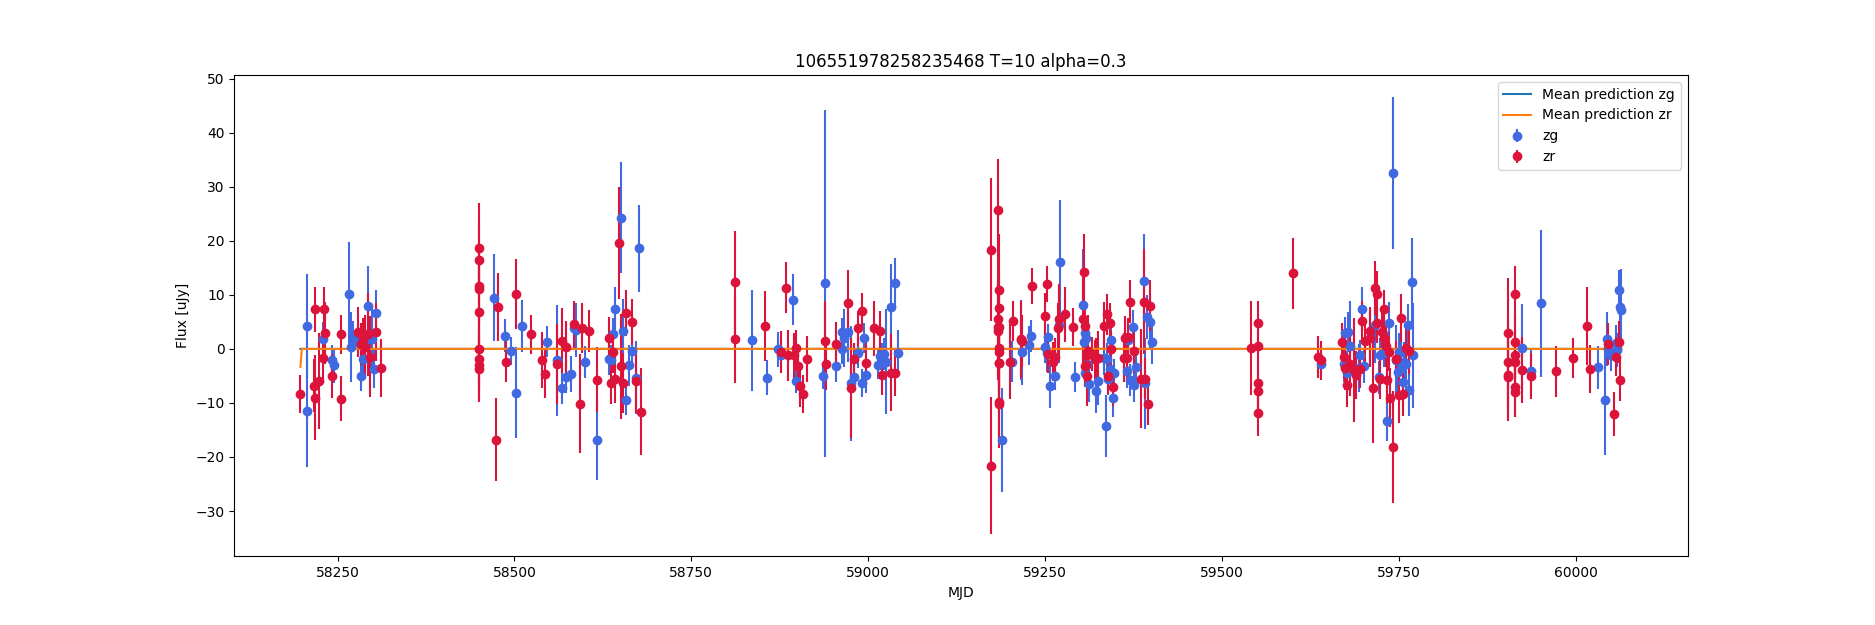 106551978258235468 T=10 alpha=0.3
50
40
30
20
10
0
−10
−20
−30
Flux [uJy]
Mean prediction zg
Mean prediction zr
zg
zr
58250 58500 58750 59000 59250 59500 59750 60000
MJD